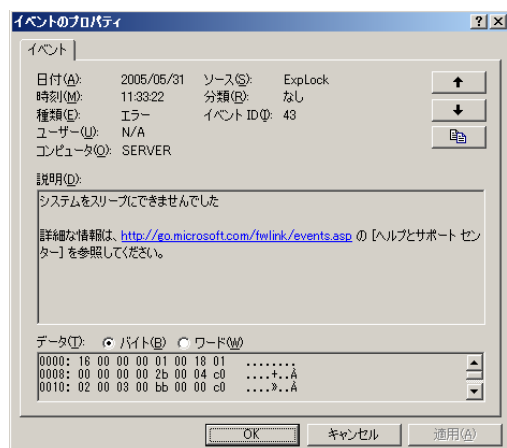 イベントのプロパティ
イベント
日付(A): 2005/05/31 ソース(S): ExpLock
時刻(M): 11:33:22 分類(R): なし
種類(E): エラー イベント ID(I): 43
ユーザー(U): N/A
コンピュータ(O): SERVER
説明(D):
システムをスリープにできませんでした
詳細な情報は、http://go.microsoft.com/fwlink/events.asp の [ヘルプとサポート セン
ター] を参照してください。
データ(T): バイト(B) ワード(W)
0000: 16 00 00 00 01 00 18 01 ........
0008: 00 00 00 00 2b 00 04 c0 ....+..À
0010: 02 00 03 00 bb 00 00 c0 ....»..À
OK キャンセル 適用(A)